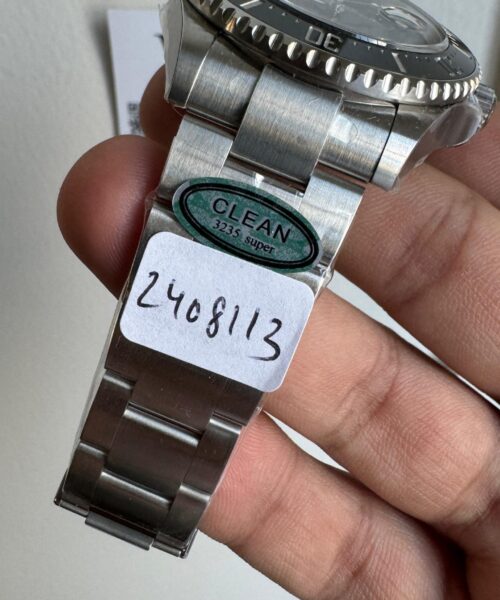 DE
CLEAN
3235 super
2408113